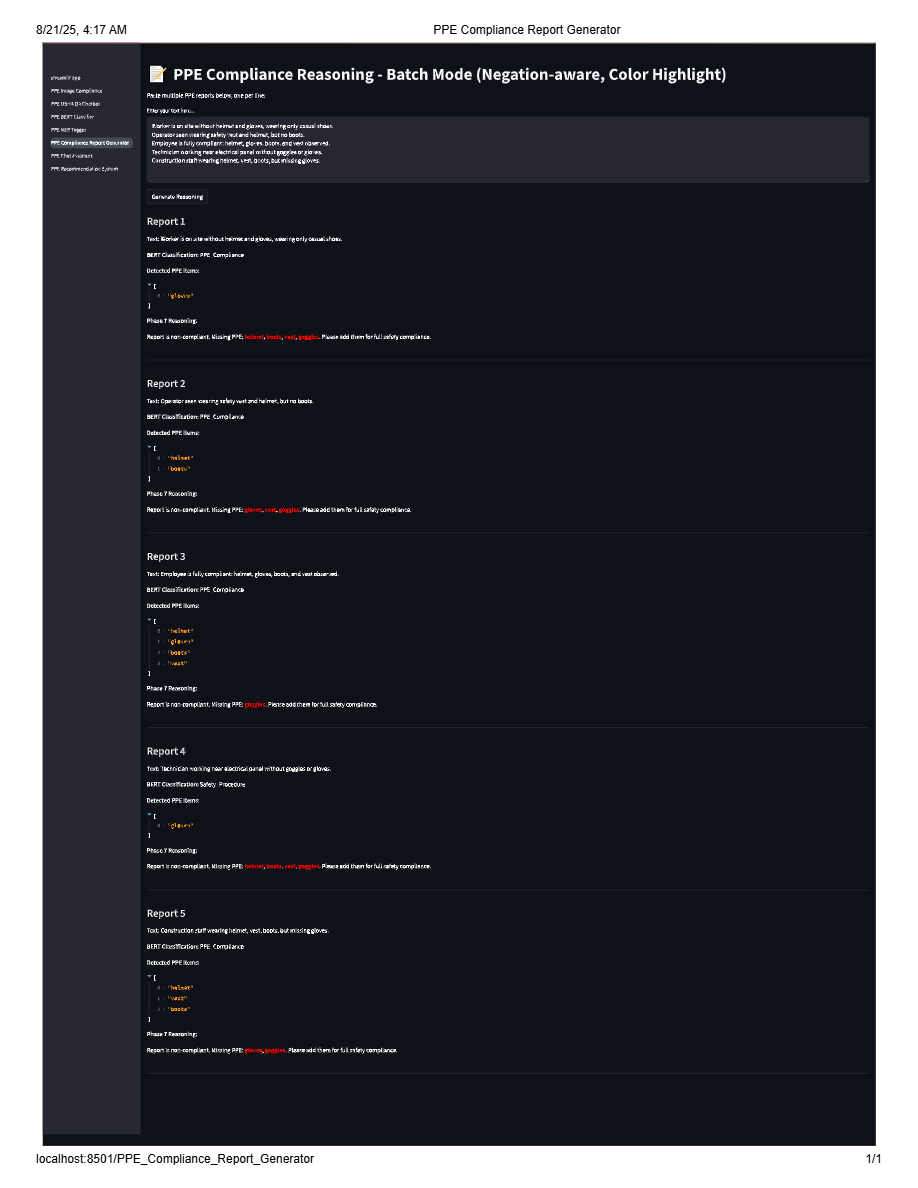 8/21/25, 4:17 AM
PPE Compliance Report Generator
streamlit app
PPE Image Compliance
PPE OSHA QA Chatbot
PPE BERT Classifier
PPE NER Tagger
PPE Compliance Report Generator
PPE Chat Assistant
PPE Recommendation System
📝 PPE Compliance Reasoning - Batch Mode (Negation-aware, Color Highlight)
Paste multiple PPE reports below, one per line:
Enter your text here...
Worker is on site without helmet and gloves, wearing only casual shoes.
Operator seen wearing safety vest and helmet, but no boots.
Employee is fully compliant: helmet, gloves, boots, and vest observed.
Technician working near electrical panel without goggles or gloves.
Construction staff wearing helmet, vest, boots, but missing gloves.
Generate Reasoning
Report 1
Text: Worker is on site without helmet and gloves, wearing only casual shoes.
BERT Classification: PPE_Compliance
Detected PPE Items:
[
0 : "gloves"
]
Phase 7 Reasoning:
Report is non-compliant. Missing PPE: helmet, boots, vest, goggles. Please add them for full safety compliance.
Report 2
Text: Operator seen wearing safety vest and helmet, but no boots.
BERT Classification: PPE_Compliance
Detected PPE Items:
[
0 : "helmet"
1 : "boots"
]
Phase 7 Reasoning:
Report is non-compliant. Missing PPE: gloves, vest, goggles. Please add them for full safety compliance.
Report 3
Text: Employee is fully compliant: helmet, gloves, boots, and vest observed.
BERT Classification: PPE_Compliance
Detected PPE Items:
[
0 : "helmet"
1 : "gloves"
2 : "boots"
3 : "vest"
]
Phase 7 Reasoning:
Report is non-compliant. Missing PPE: goggles. Please add them for full safety compliance.
Report 4
Text: Technician working near electrical panel without goggles or gloves.
BERT Classification: Safety_Procedure
Detected PPE Items:
[
0 : "gloves"
]
Phase 7 Reasoning:
Report is non-compliant. Missing PPE: helmet, boots, vest, goggles. Please add them for full safety compliance.
Report 5
Text: Construction staff wearing helmet, vest, boots, but missing gloves.
BERT Classification: PPE_Compliance
Detected PPE Items:
[
0 : "helmet"
1 : "vest"
2 : "boots"
]
Phase 7 Reasoning:
Report is non-compliant. Missing PPE: gloves, goggles. Please add them for full safety compliance.
localhost:8501/PPE_Compliance_Report_Generator
1/1